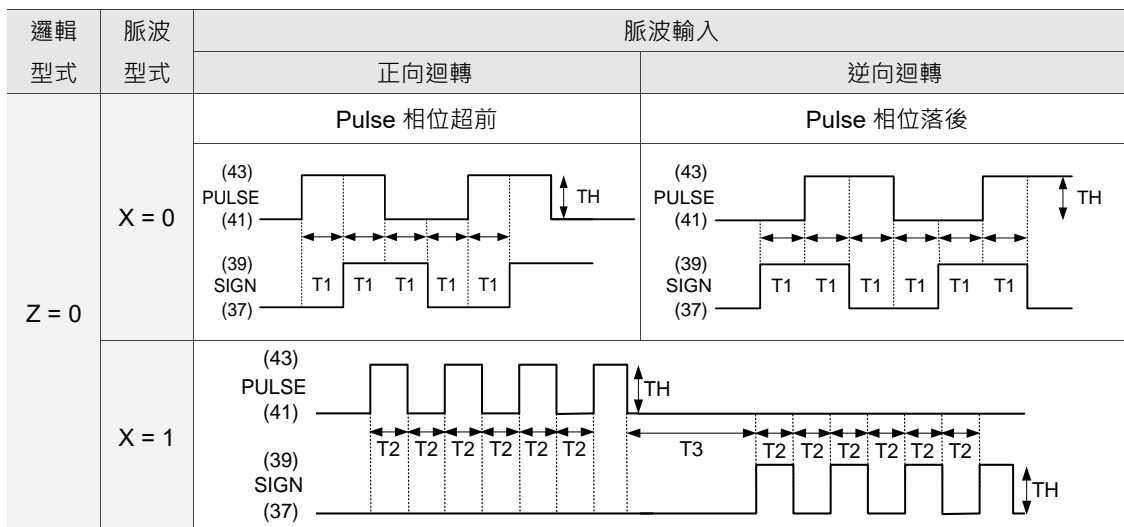 邏輯
型式
脈波
型式
脈波輸入
正向迴轉
逆向迴轉
Z = 0
X = 0
Pulse 相位超前
Pulse 相位落後
(43)
PULSE
(41)
TH
(39)
SIGN
(37)
T1 T1 T1 T1 T1
(43)
PULSE
(41)
TH
(39)
SIGN
(37)
T1 T1 T1 T1 T1 T1
X = 1
(43)
PULSE
(41)
TH
T2 T2 T2 T2 T2 T2 T3 T2 T2 T2 T2 T2 T2
(39)
SIGN
(37)
TH